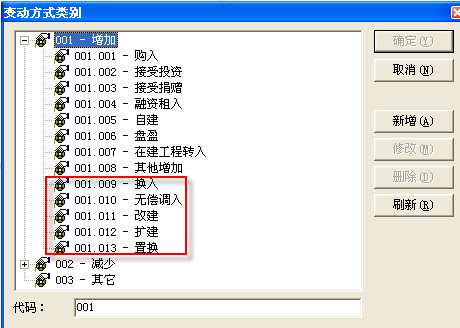 变动方式类别
001 - 增加
001.001 - 购入
001.002 - 接受投资
001.003 - 接受捐赠
001.004 - 融资租入
001.005 - 自建
001.006 - 盘盈
001.007 - 在建工程转入
001.008 - 其他增加
001.009 - 换入
001.010 - 无偿调入
001.011 - 改建
001.012 - 扩建
001.013 - 置换
002 - 减少
003 - 其它
确定(Y)
取消(N)
新增(A)
修改(M)
删除(D)
刷新(R)
代码：
001